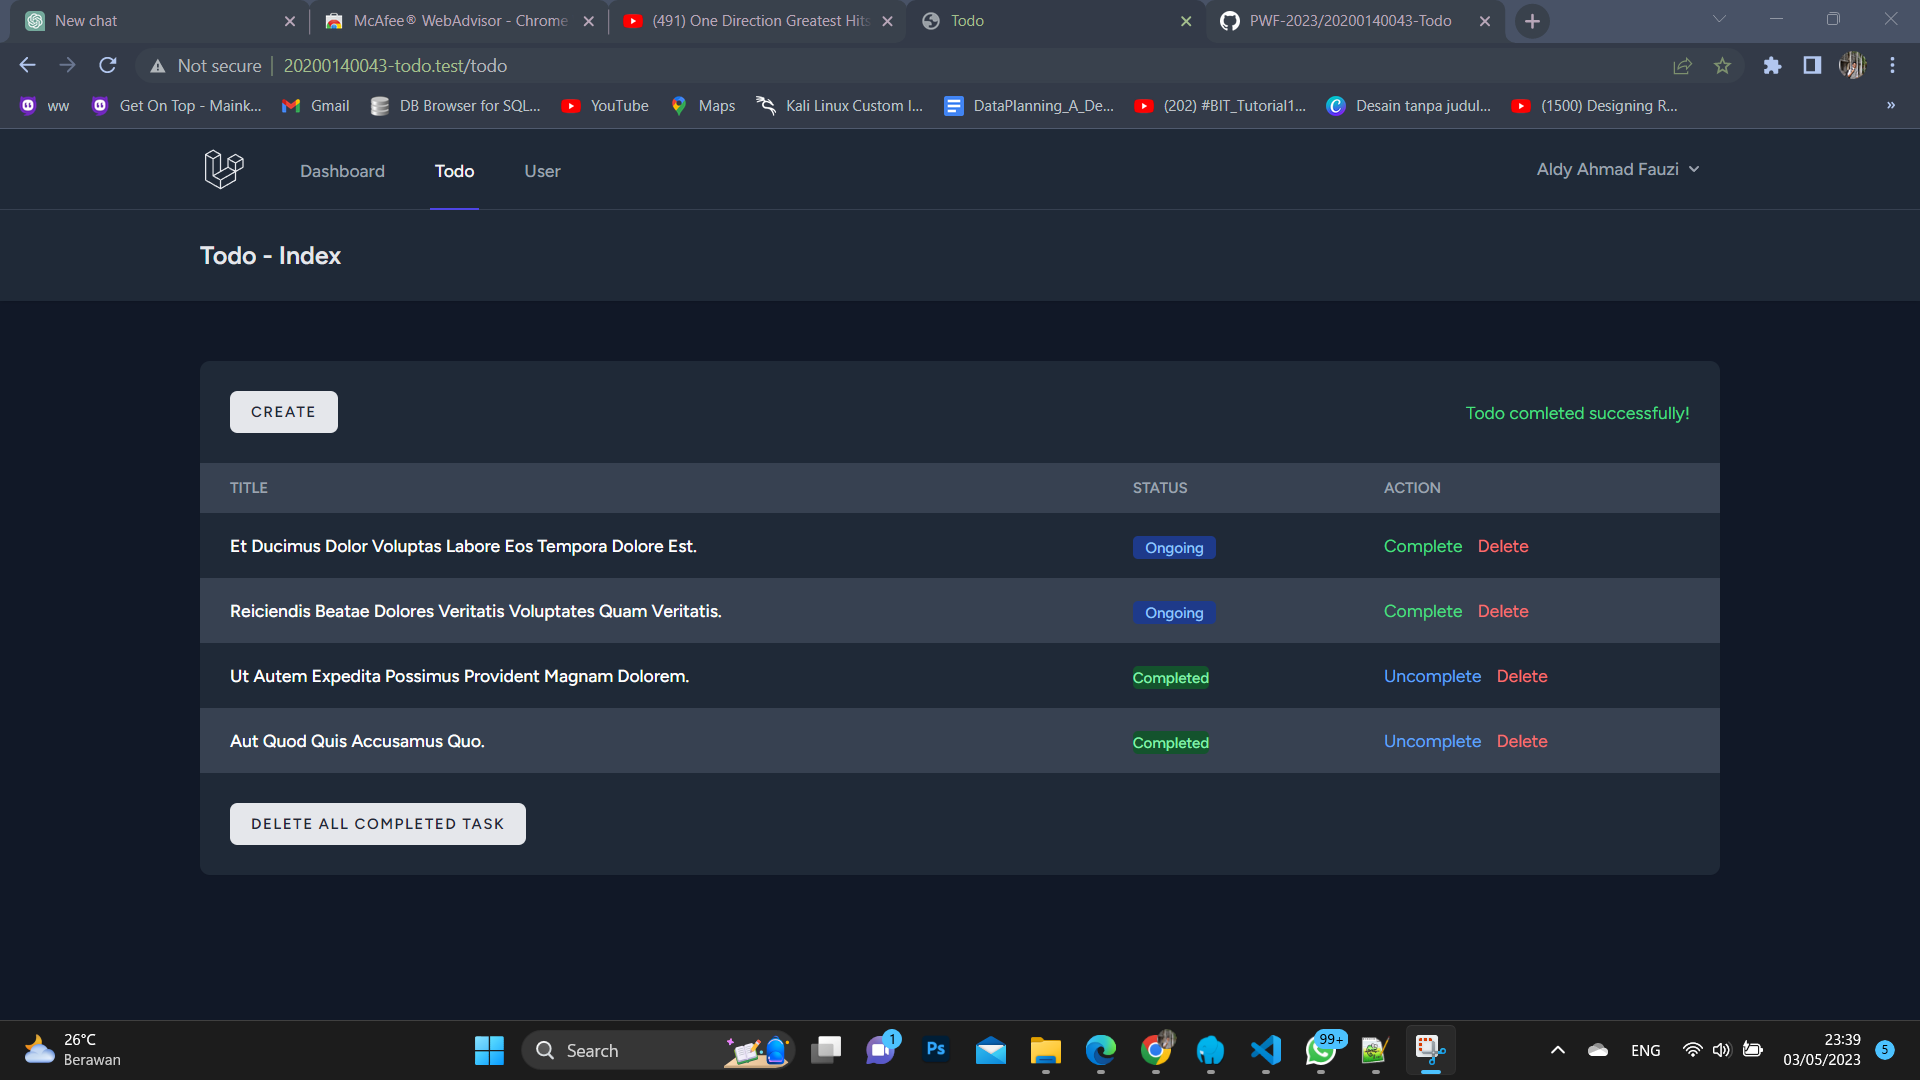 New chat
McAfee® WebAdvisor - Chrome
(491) One Direction Greatest Hits
Todo
PWF-2023/20200140043-Todo
Not secure
20200140043-todo.test/todo
ww
Get On Top - Maink...
Gmail
DB Browser for SQL...
YouTube
Maps
Kali Linux Custom I...
DataPlanning_A_De...
(202) #BIT_Tutorial1...
Desain tanpa judul...
(1500) Designing R...
»
Dashboard
Todo
User
Aldy Ahmad Fauzi
Todo - Index
CREATE
Todo comleted successfully!
TITLE STATUS ACTION
Et Ducimus Dolor Voluptas Labore Eos Tempora Dolore Est. Ongoing Complete Delete
Reiciendis Beatae Dolores Veritatis Voluptates Quam Veritatis. Ongoing Complete Delete
Ut Autem Expedita Possimus Provident Magnam Dolorem. Completed Uncomplete Delete
Aut Quod Quis Accusamus Quo. Completed Uncomplete Delete
DELETE ALL COMPLETED TASK
26°C
Berawan
Search
1
Ps
99+
ENG
23:39
03/05/2023
5